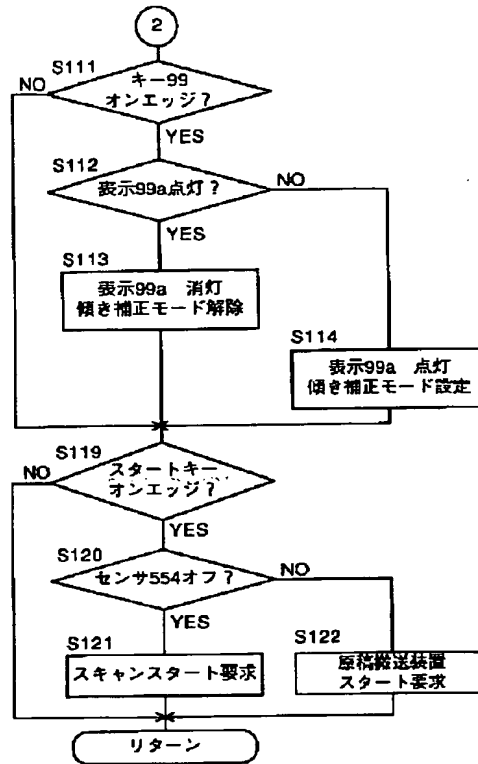 2
S111
キー99
オンエッジ？
NO
YES
S112
表示99a点灯？
NO
YES
S113
表示99a 消灯
傾き補正モード解除
S114
表示99a 点灯
傾き補正モード設定
S119
スタートキー
オンエッジ？
NO
YES
S120
センサ554オフ？
NO
YES
S121
スキャンスタート要求
S122
原稿搬送装置
スタート要求
リターン